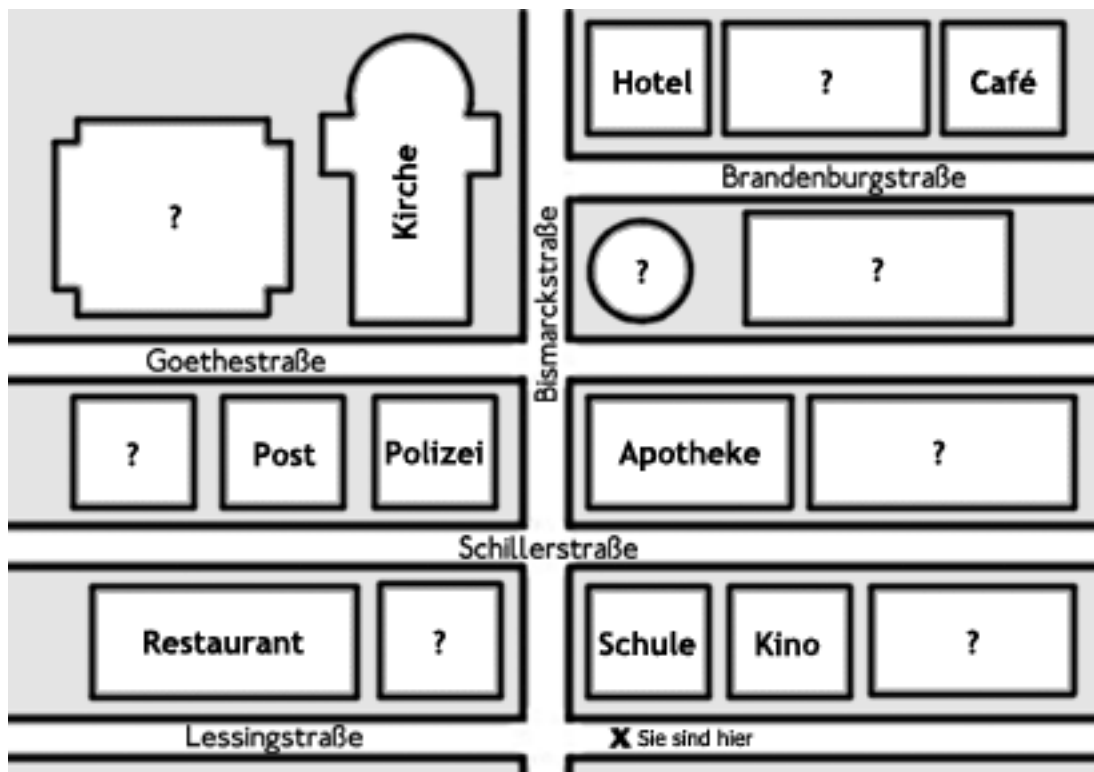 Hotel
?
Café
Kirche
?
Brandenburgstraße
Bismarckstraße
?
?
Goethestraße
?
Post
Polizei
Apotheke
?
Schillerstraße
Restaurant
?
Schule
Kino
?
Lessingstraße
X Sie sind hier